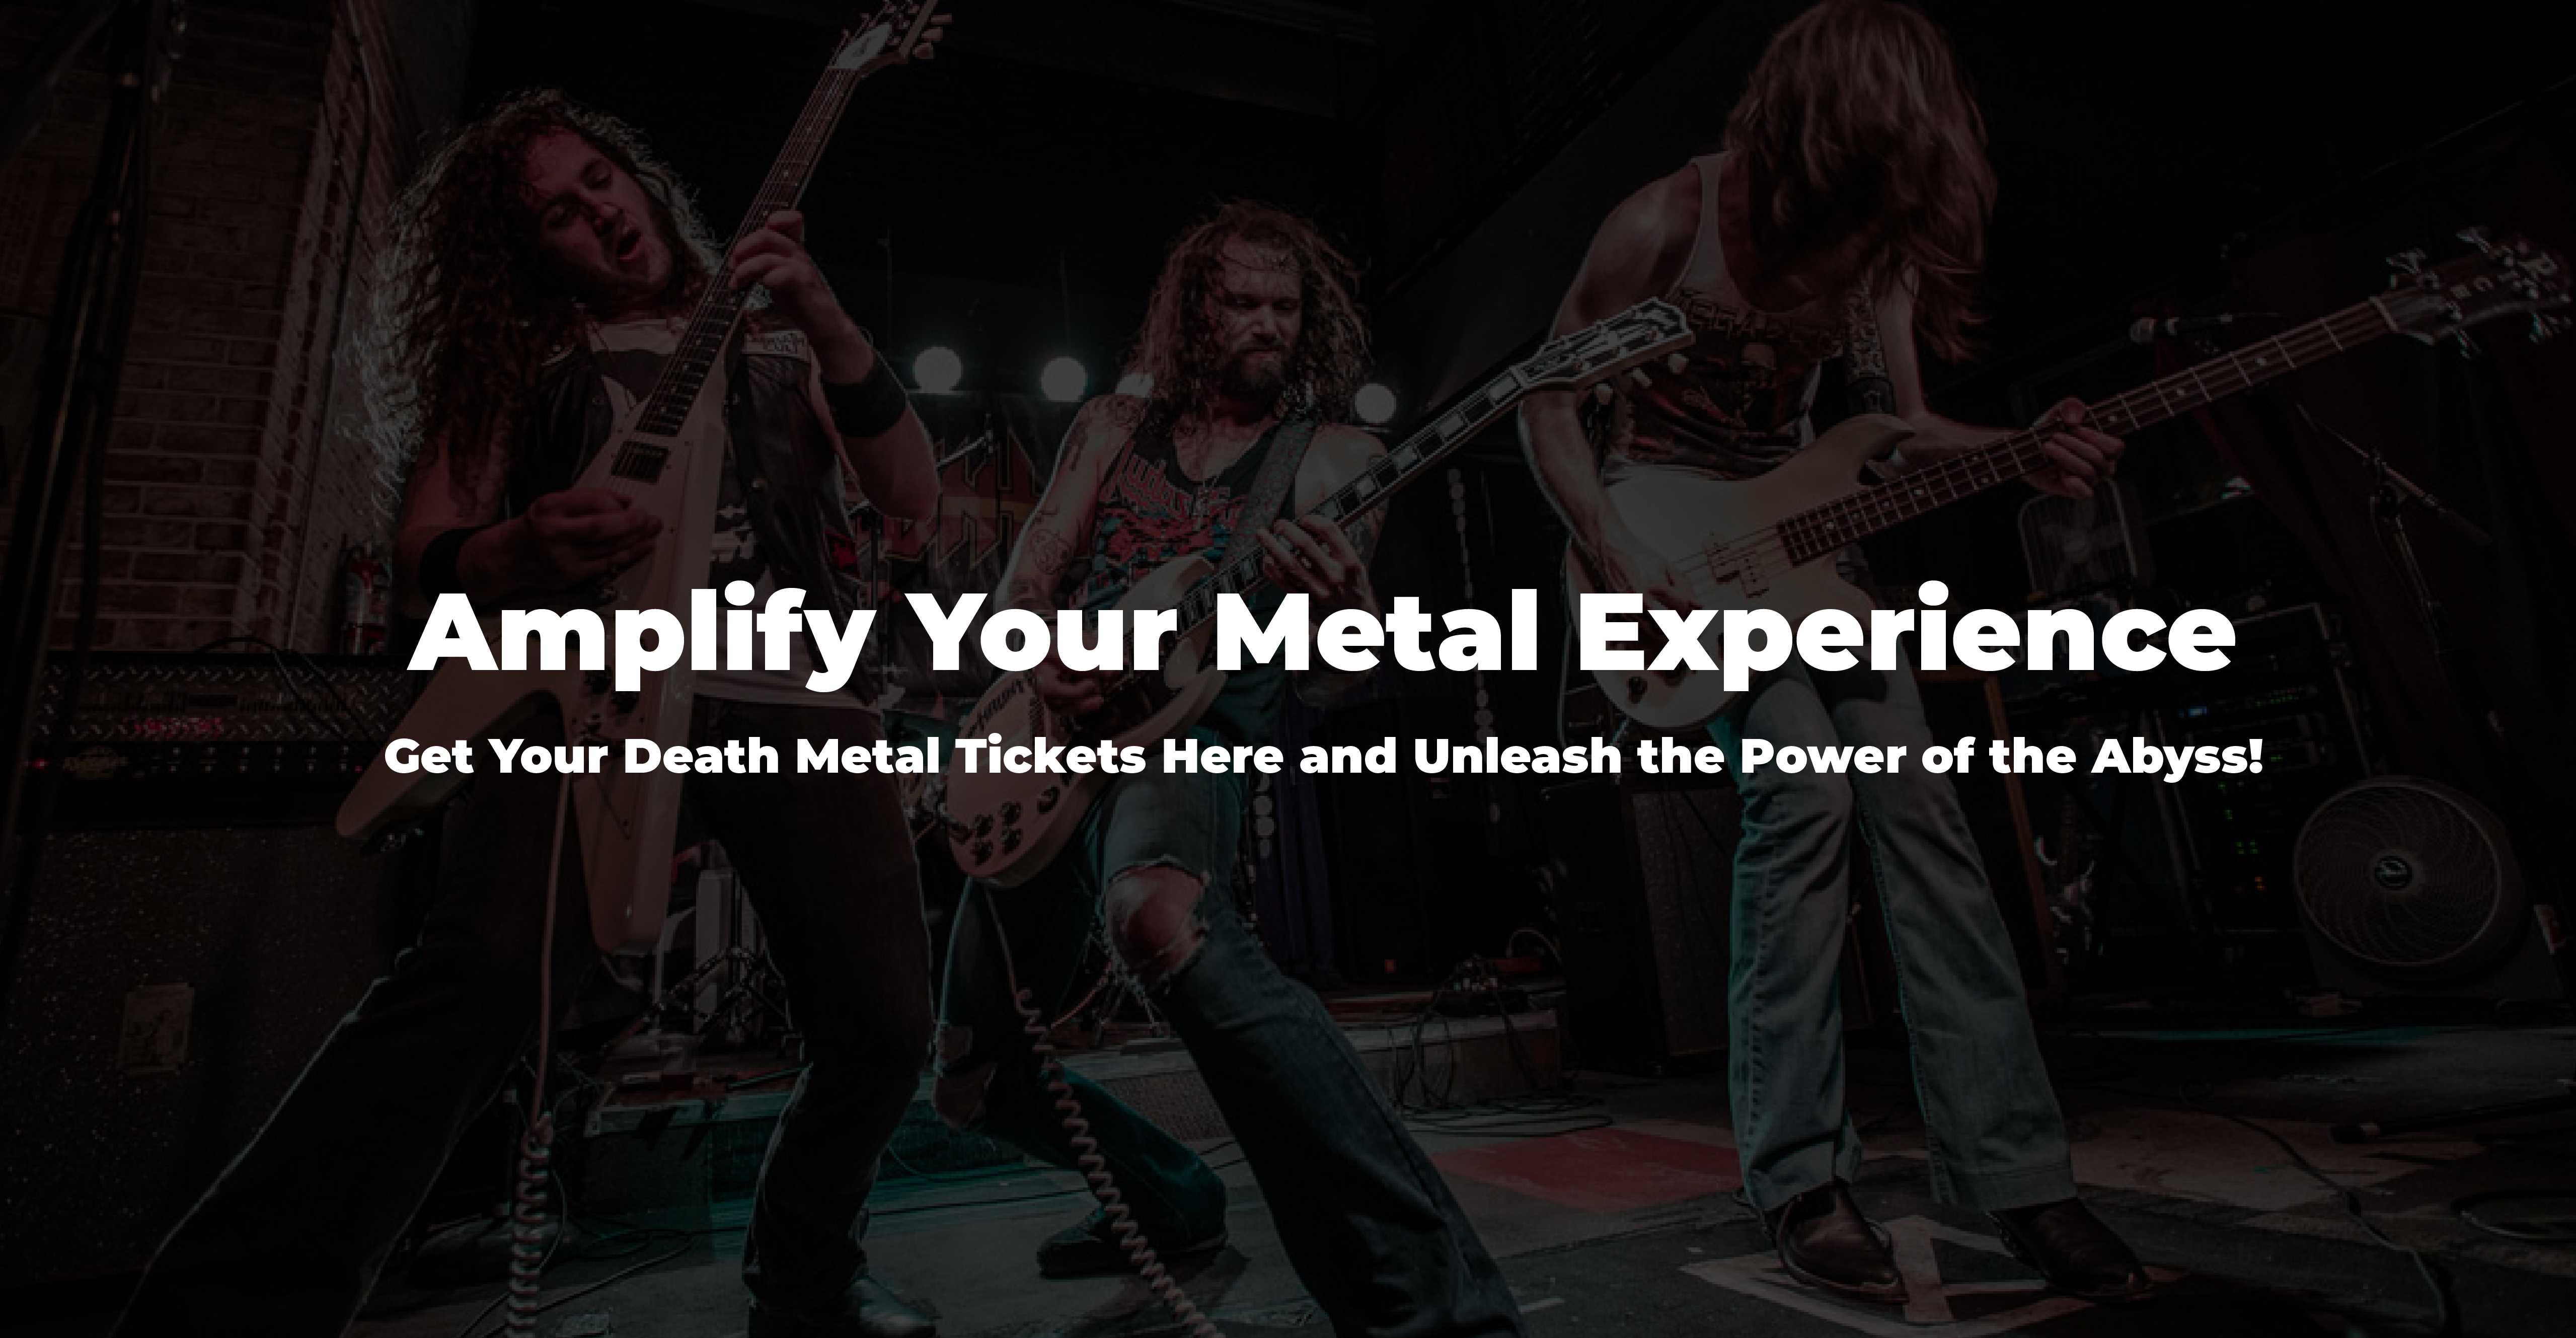 Amplify Your Metal Experience
Get Your Death Metal Tickets Here and Unleash the Power of the Abyss!